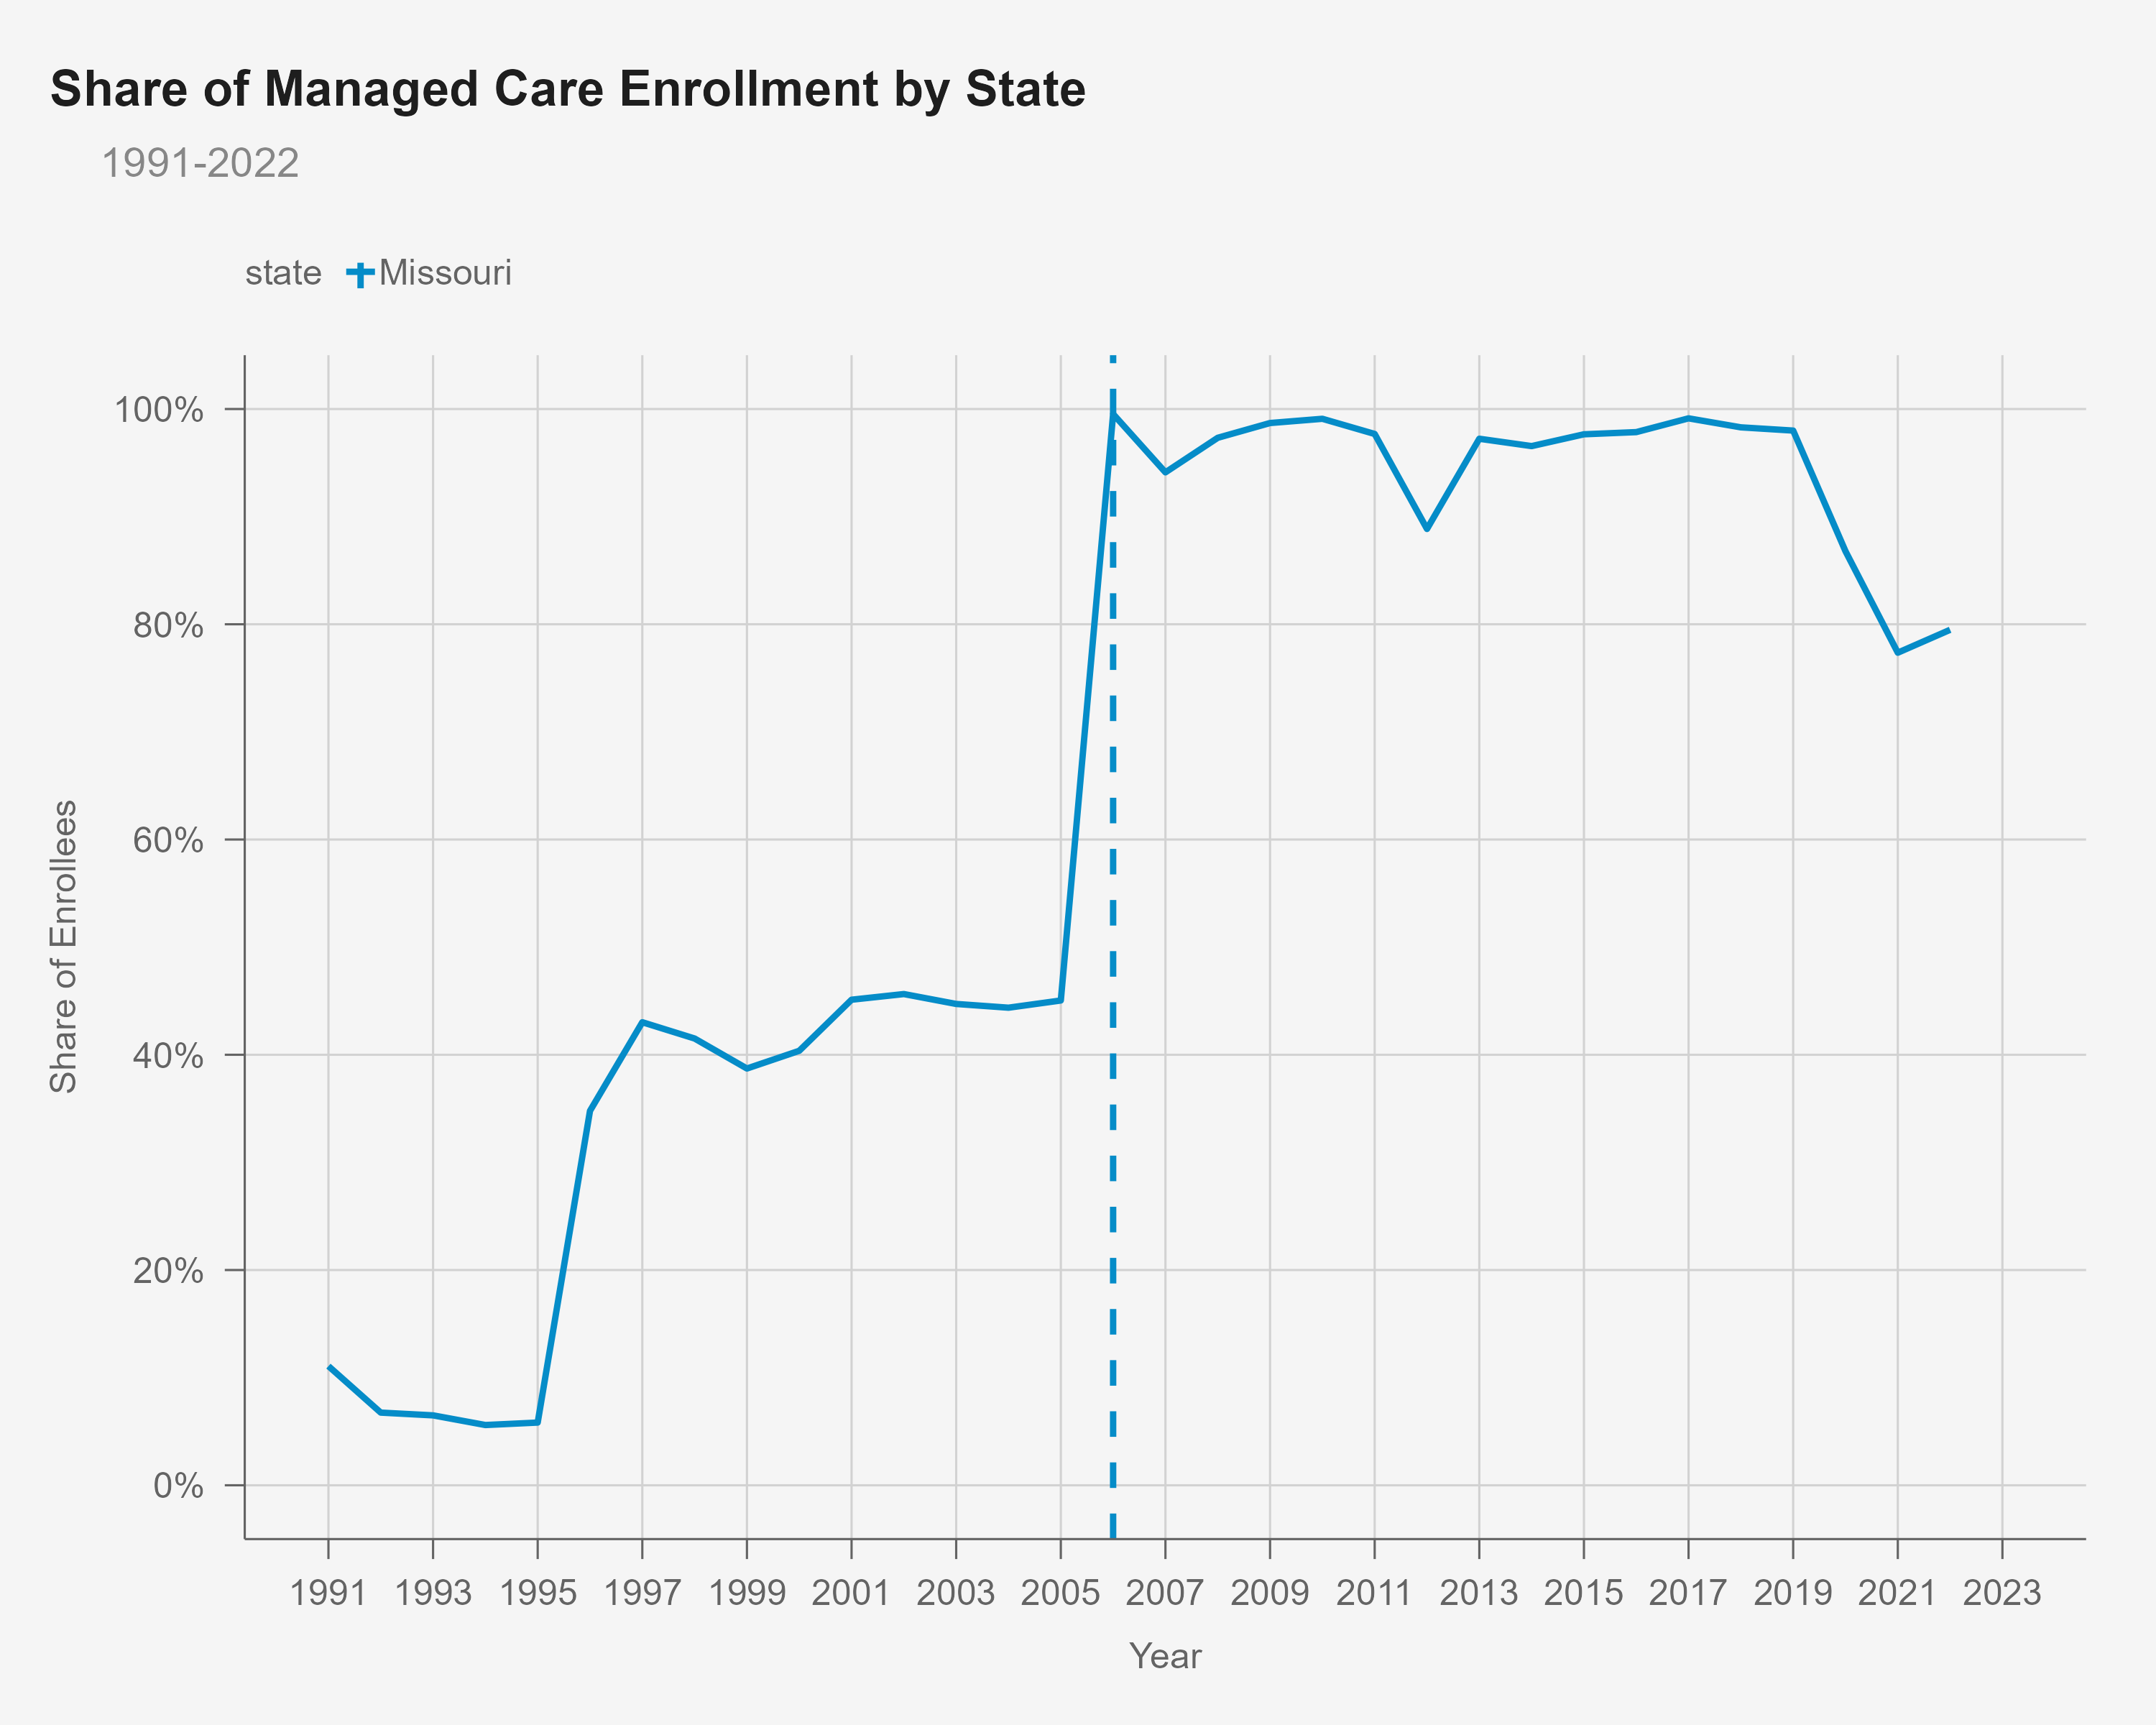 Share of Managed Care Enrollment by State
1991-2022
state Missouri
100%
80%
60%
40%
20%
0%
Share of Enrollees
1991 1993 1995 1997 1999 2001 2003 2005 2007 2009 2011 2013 2015 2017 2019 2021 2023
Year